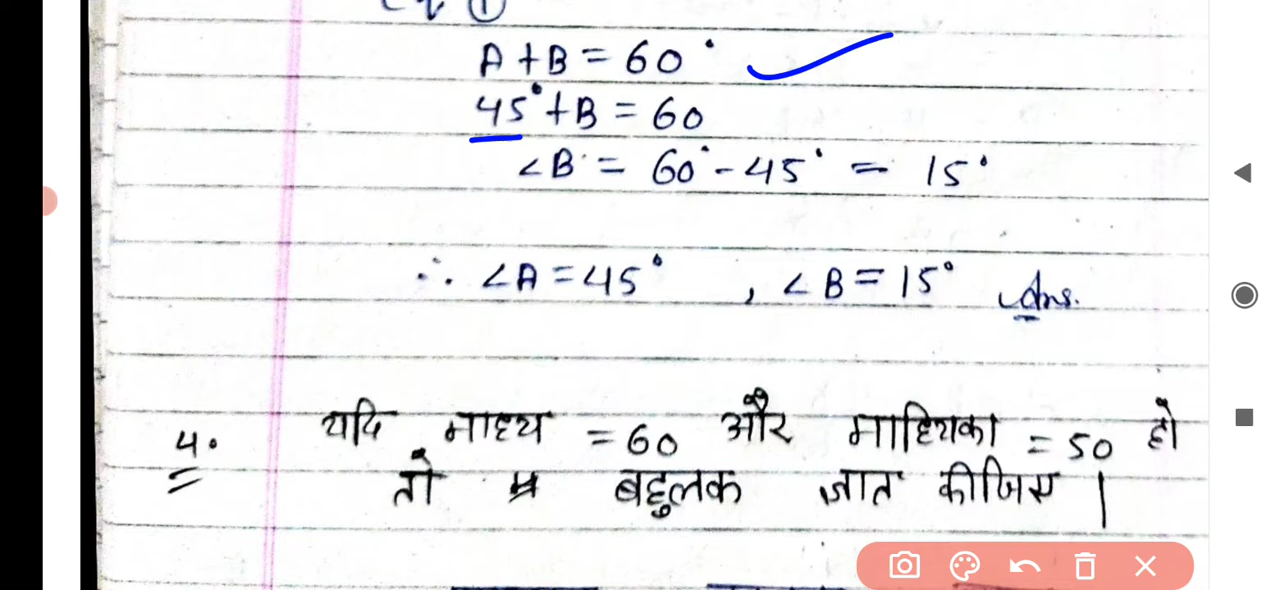 A + B = 60°
45° + B = 60
∠B = 60° - 45° = 15°
∴ ∠A = 45° , ∠B = 15° Ans.
4. यदि माध्य = 60 और माध्यिका = 50 हो
तो बहुलक ज्ञात कीजिए |